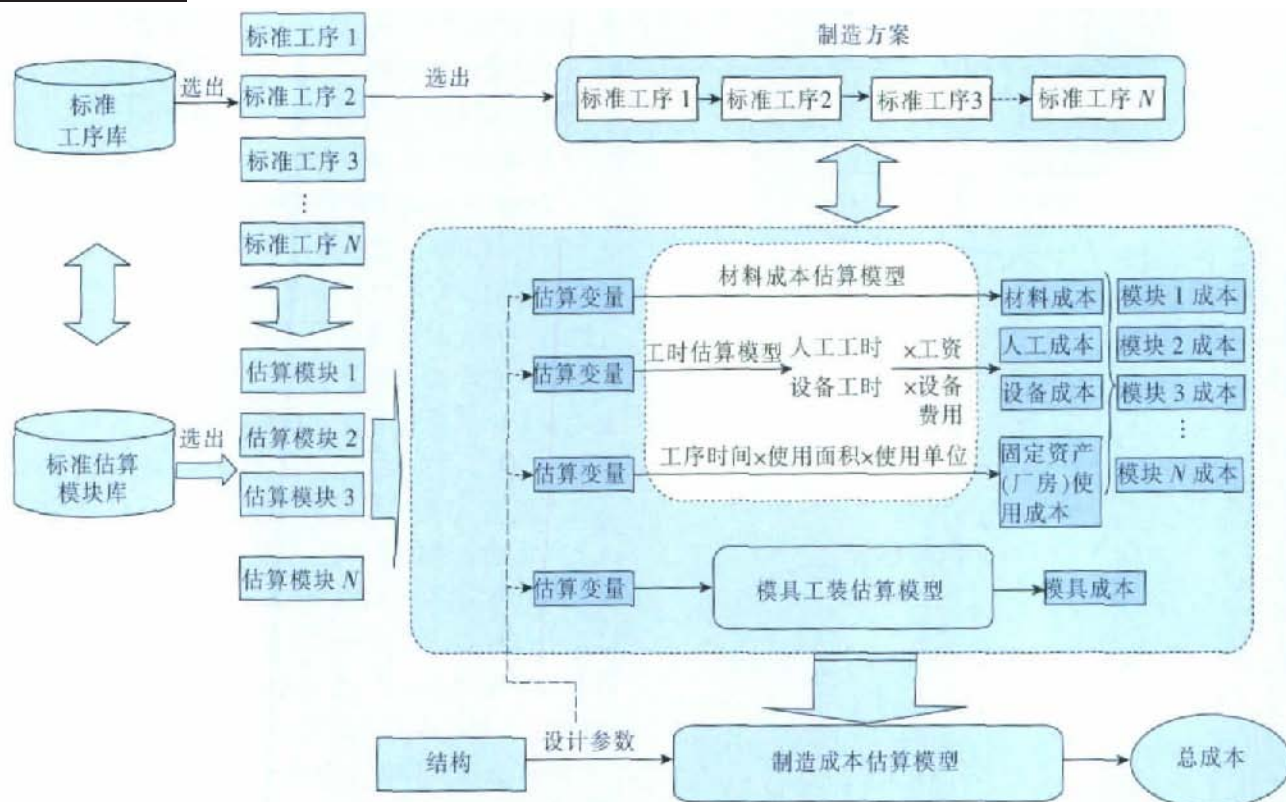 标准工序 1
标准工序库
选出
标准工序 2
选出
标准工序 3
⋮
标准工序 N
制造方案
标准工序 1
标准工序2
标准工序3
标准工序 N
标准估算
模块库
选出
估算模块 1
估算模块 2
估算模块 3
估算模块 N
估算变量
材料成本估算模型
材料成本
估算变量
工时估算模型
人工工时
×工资
设备工时
×设备
费用
人工成本
设备成本
估算变量
工序时间×使用面积×使用单位
固定资产
(厂房)使
用成本
模块 1 成本
模块 2 成本
模块 3 成本
⋮
模块 N 成本
估算变量
模具工装估算模型
模具成本
结构
设计参数
制造成本估算模型
总成本